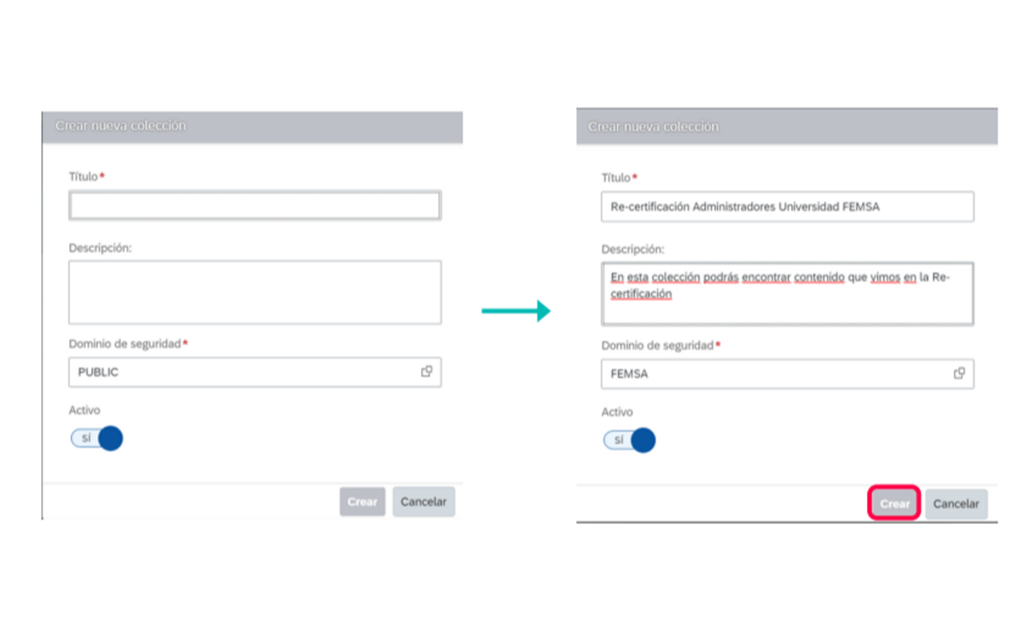 Crear nueva colección
Título*
Descripción:
Dominio de seguridad*
PUBLIC
Activo
SÍ
Crear Cancelar
Crear nueva colección
Título*
Re-certificación Administradores Universidad FEMSA
Descripción:
En esta colección podrás encontrar contenido que vimos en la Re-
certificación
Dominio de seguridad*
FEMSA
Activo
SÍ
Crear Cancelar